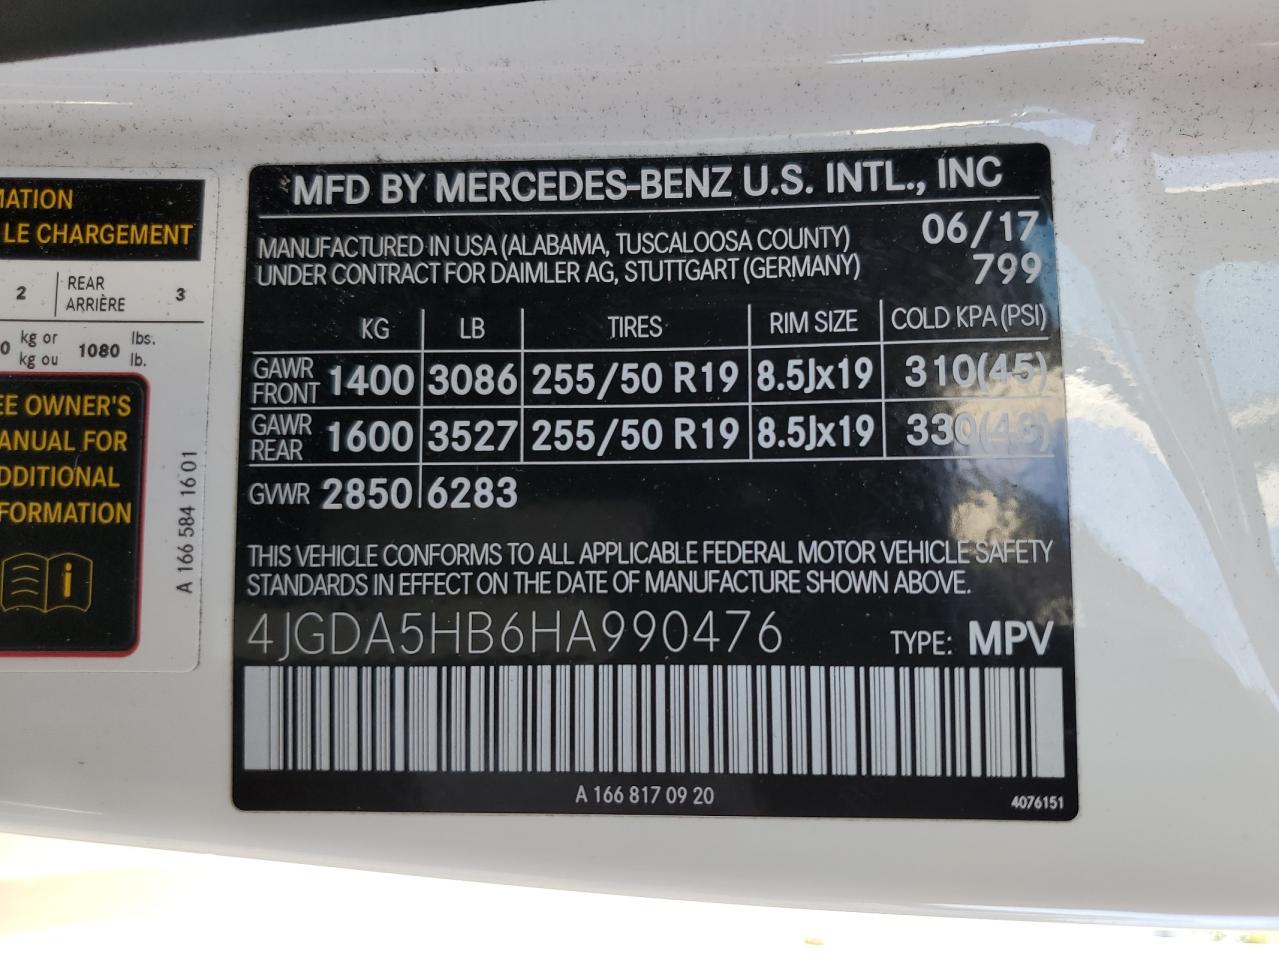 MATION
LE CHARGEMENT
2 REAR ARRIÈRE 3
0 kg or kg ou 1080 lbs. lb.
EE OWNER'S
ANUAL FOR
DDITIONAL
FORMATION
i
A 166 584 16 01
MFD BY MERCEDES-BENZ U.S. INTL., INC
MANUFACTURED IN USA (ALABAMA, TUSCALOOSA COUNTY) 06/17
UNDER CONTRACT FOR DAIMLER AG, STUTTGART (GERMANY) 799
KG LB TIRES RIM SIZE COLD KPA (PSI)
GAWR FRONT 1400 3086 255/50 R19 8.5Jx19 310(45)
GAWR REAR 1600 3527 255/50 R19 8.5Jx19 330(48)
GVWR 2850 6283
THIS VEHICLE CONFORMS TO ALL APPLICABLE FEDERAL MOTOR VEHICLE SAFETY
STANDARDS IN EFFECT ON THE DATE OF MANUFACTURE SHOWN ABOVE.
4JGDA5HB6HA990476 TYPE: MPV
A 166 817 09 20
4076151